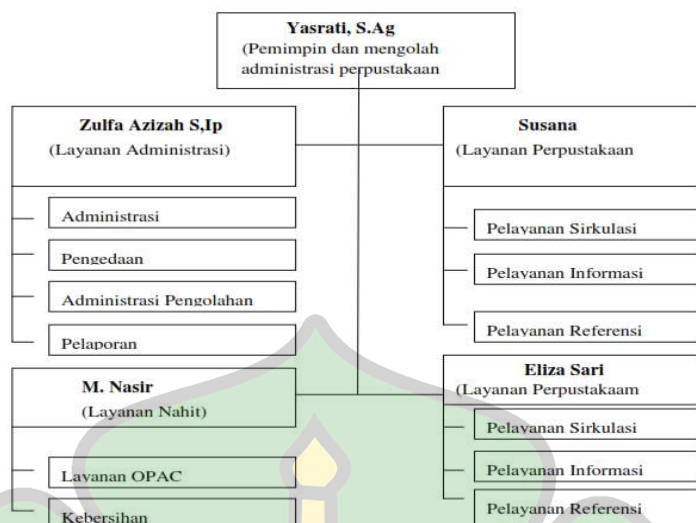 Yasrati, S.Ag
(Pemimpin dan mengolah
administrasi perpustakaan
Zulfa Azizah S,Ip
(Layanan Administrasi)
Administrasi
Pengedaan
Administrasi Pengolahan
Pelaporan
Susana
(Layanan Perpustakaan
Pelayanan Sirkulasi
Pelayanan Informasi
Pelayanan Referensi
M. Nasir
(Layanan Nahit)
Layanan OPAC
Kebersihan
Eliza Sari
(Layanan Perpustakaam
Pelayanan Sirkulasi
Pelayanan Informasi
Pelayanan Referensi